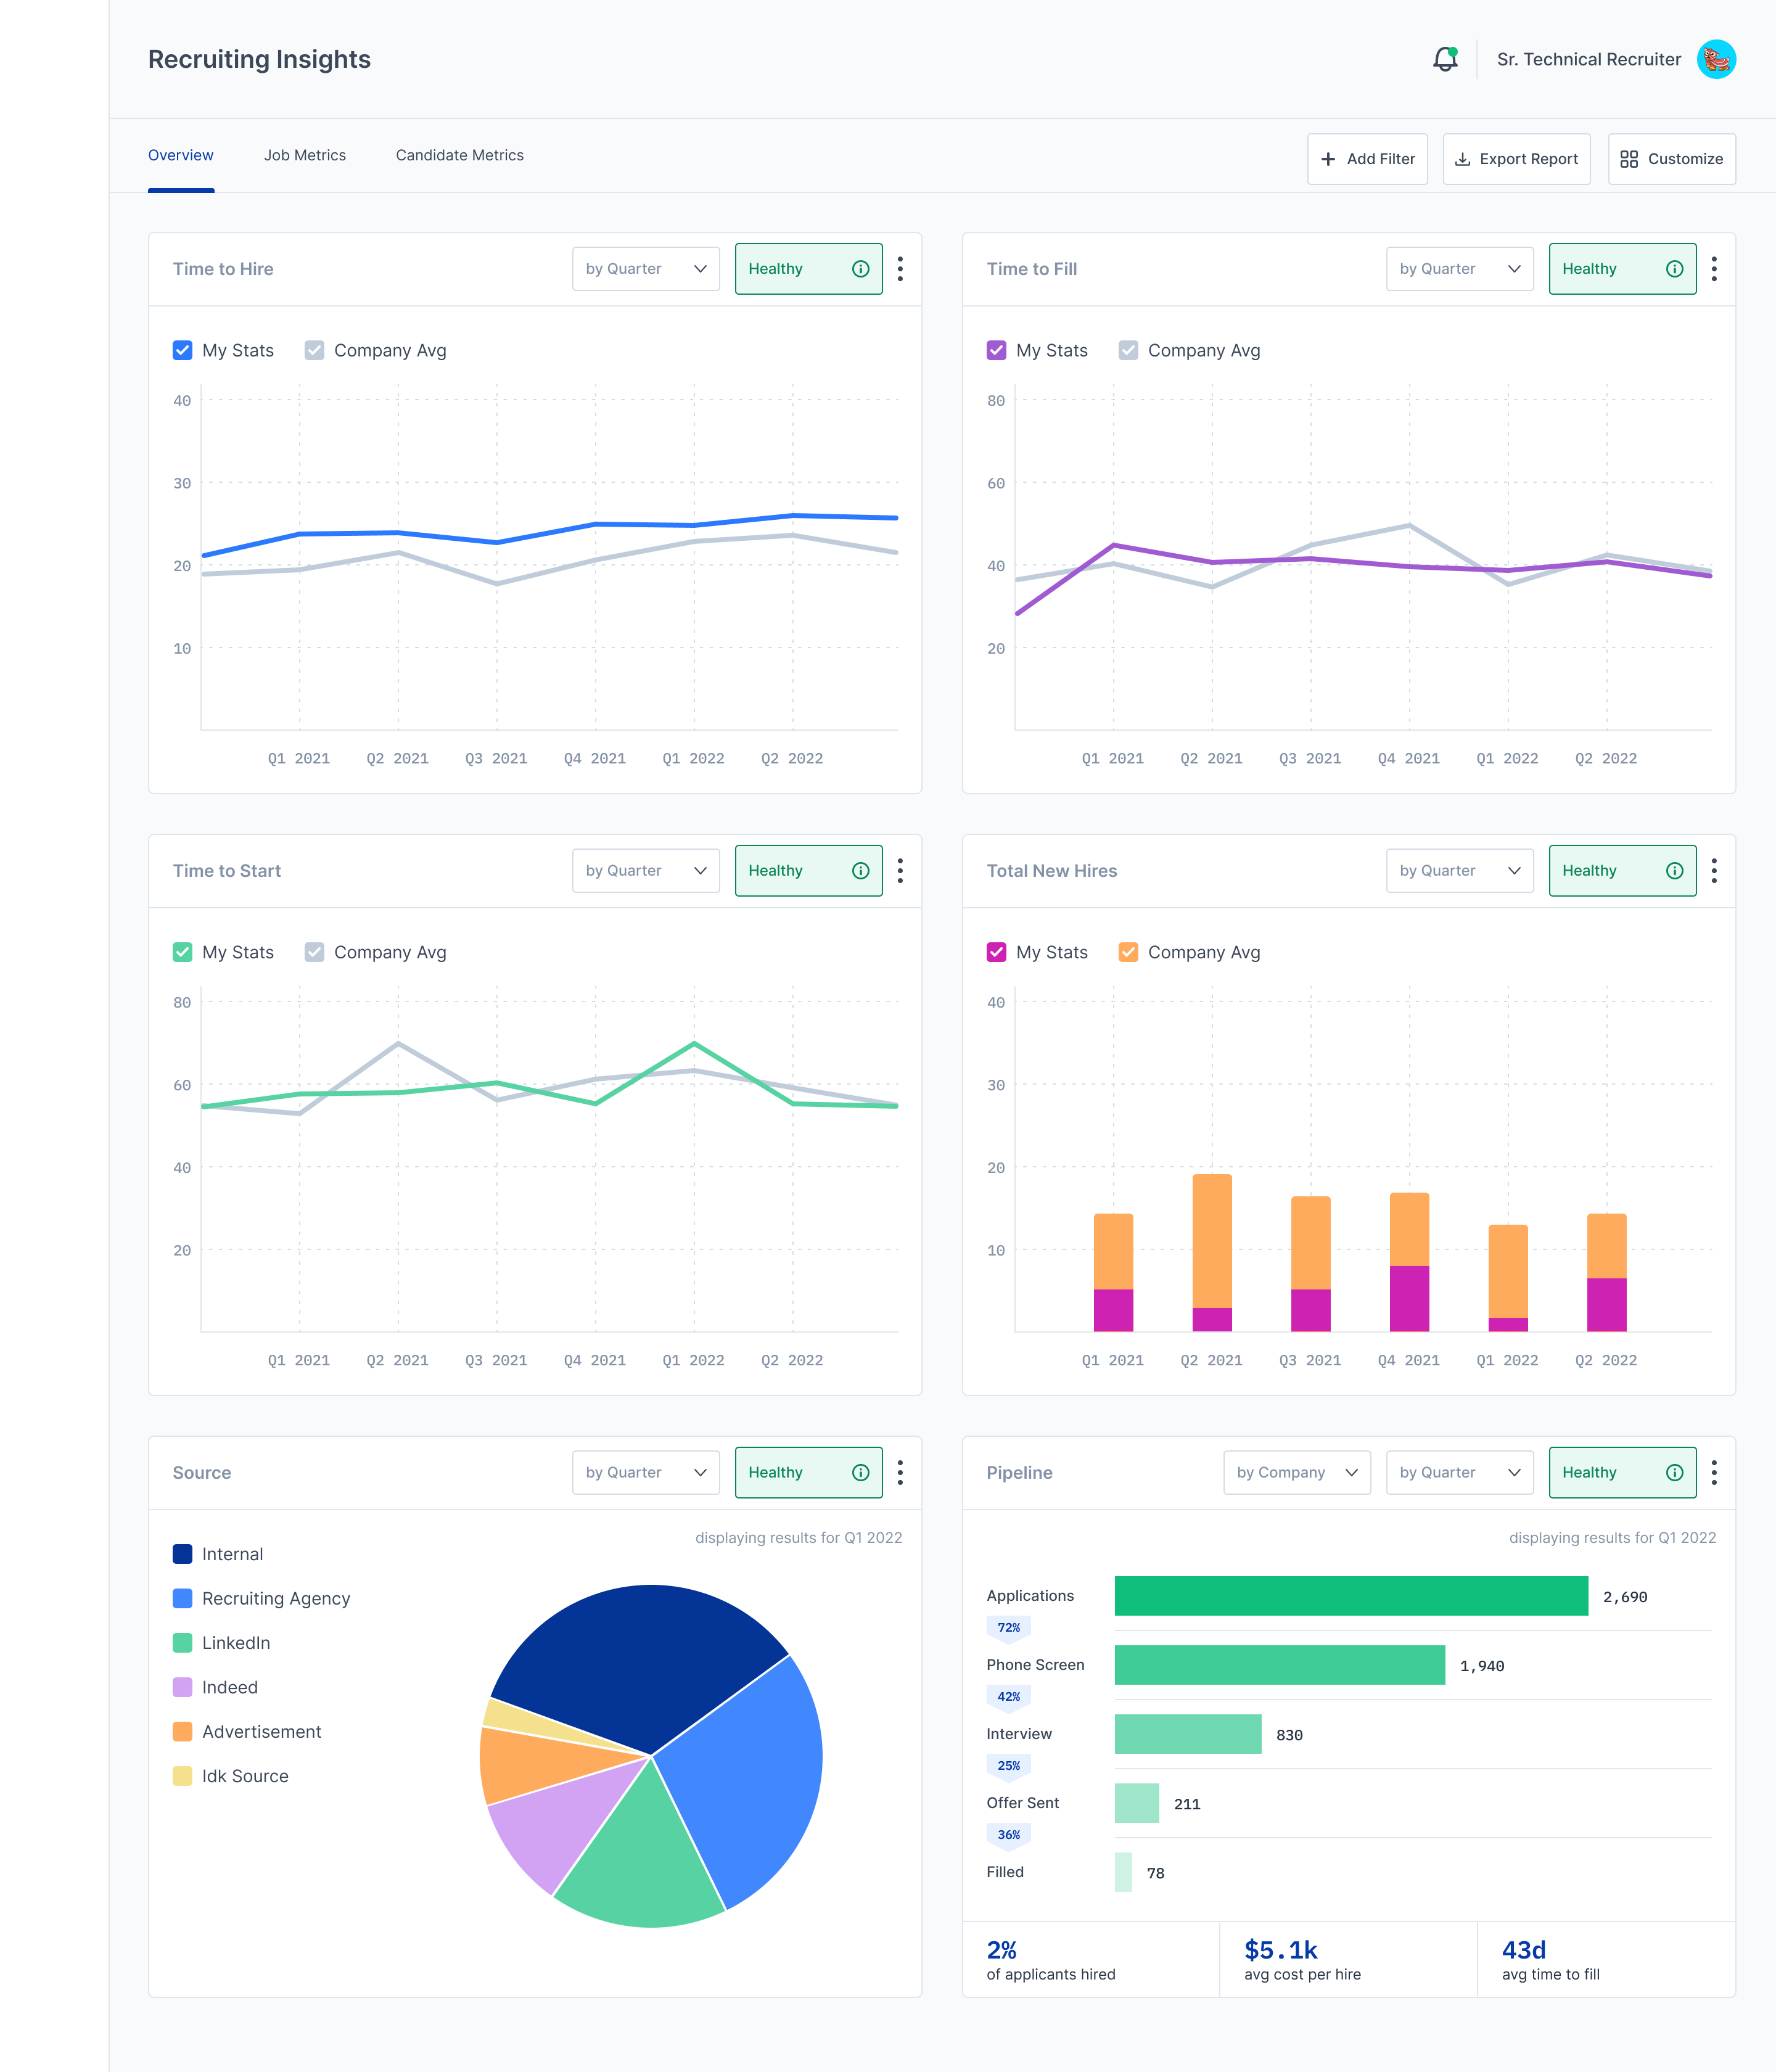 Recruiting Insights
Sr. Technical Recruiter
Overview
Job Metrics
Candidate Metrics
Add Filter
Export Report
Customize
Time to Hire
by Quarter
Healthy
My Stats
Company Avg
40
30
20
10
Q1 2021
Q2 2021
Q3 2021
Q4 2021
Q1 2022
Q2 2022
Time to Fill
by Quarter
Healthy
My Stats
Company Avg
80
60
40
20
Q1 2021
Q2 2021
Q3 2021
Q4 2021
Q1 2022
Q2 2022
Time to Start
by Quarter
Healthy
My Stats
Company Avg
80
60
40
20
Q1 2021
Q2 2021
Q3 2021
Q4 2021
Q1 2022
Q2 2022
Total New Hires
by Quarter
Healthy
My Stats
Company Avg
40
30
20
10
Q1 2021
Q2 2021
Q3 2021
Q4 2021
Q1 2022
Q2 2022
Source
by Quarter
Healthy
displaying results for Q1 2022
Internal
Recruiting Agency
LinkedIn
Indeed
Advertisement
Idk Source
Pipeline
by Company
by Quarter
Healthy
displaying results for Q1 2022
Applications
2,690
72%
Phone Screen
1,940
42%
Interview
830
25%
Offer Sent
211
36%
Filled
78
2%
of applicants hired
$5.1k
avg cost per hire
43d
avg time to fill